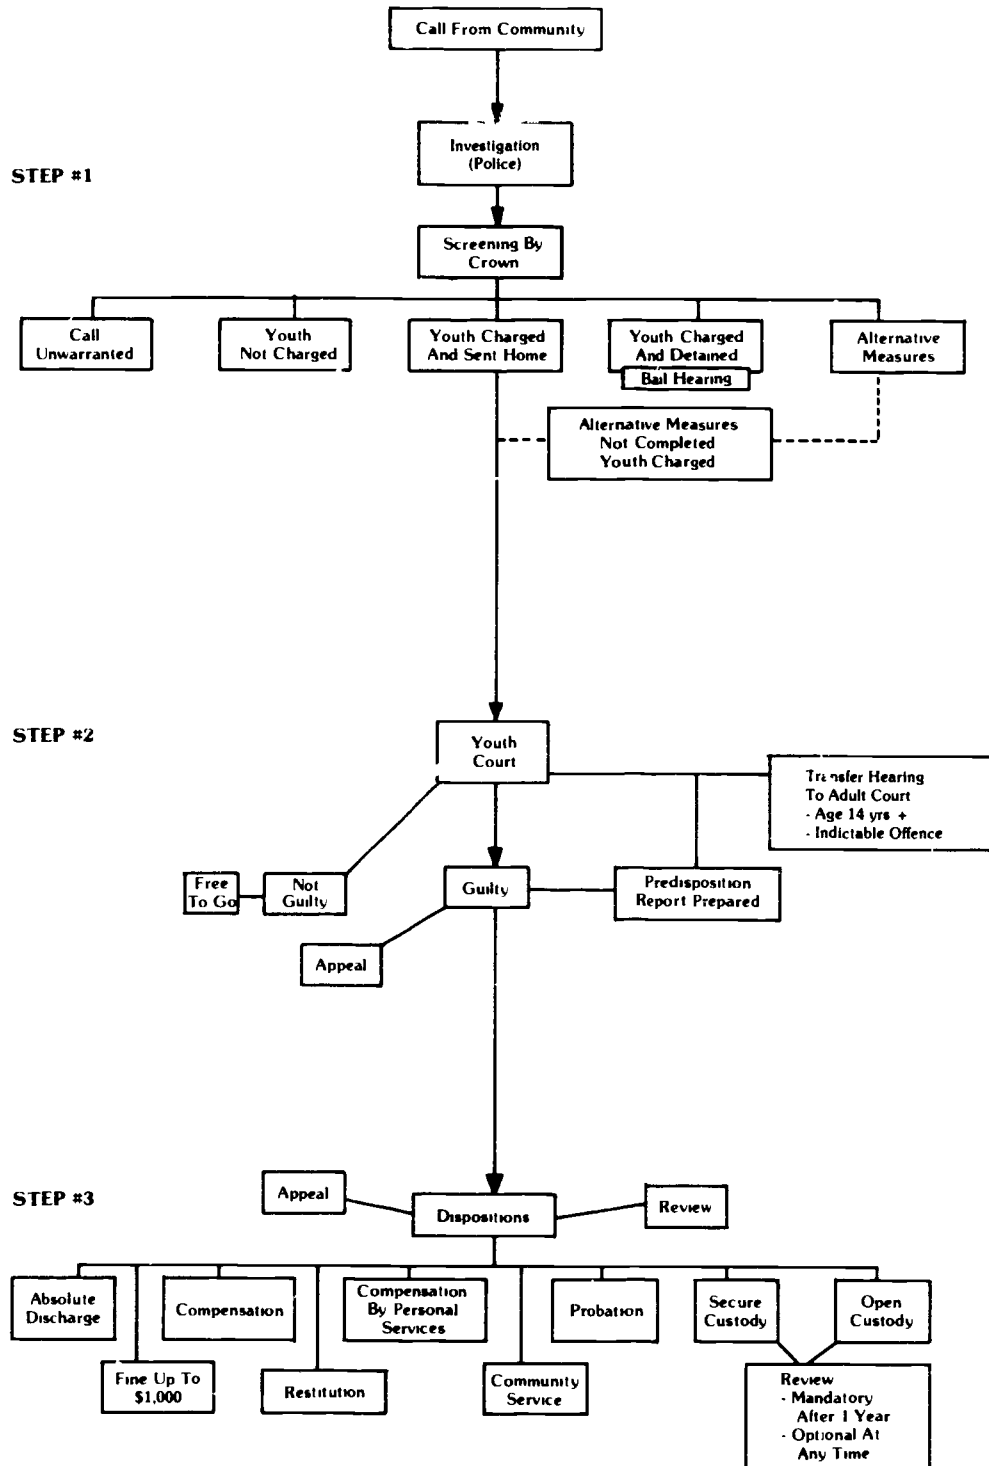 Call From Community
Investigation
(Police)
STEP #1
Screening By
Crown
Call
Unwarranted
Youth
Not Charged
Youth Charged
And Sent Home
Youth Charged
And Detained
Bail Hearing
Alternative
Measures
Alternative Measures
Not Completed
Youth Charged
STEP #2
Youth
Court
Transfer Hearing
To Adult Court
- Age 14 yrs +
- Indictable Offence
Free
To Go
Not
Guilty
Guilty
Predisposition
Report Prepared
Appeal
STEP #3
Appeal
Dispositions
Review
Absolute
Discharge
Compensation
Compensation
By Personal
Services
Probation
Secure
Custody
Open
Custody
Fine Up To
$1,000
Restitution
Community
Service
Review
- Mandatory
After 1 Year
- Optional At
Any Time